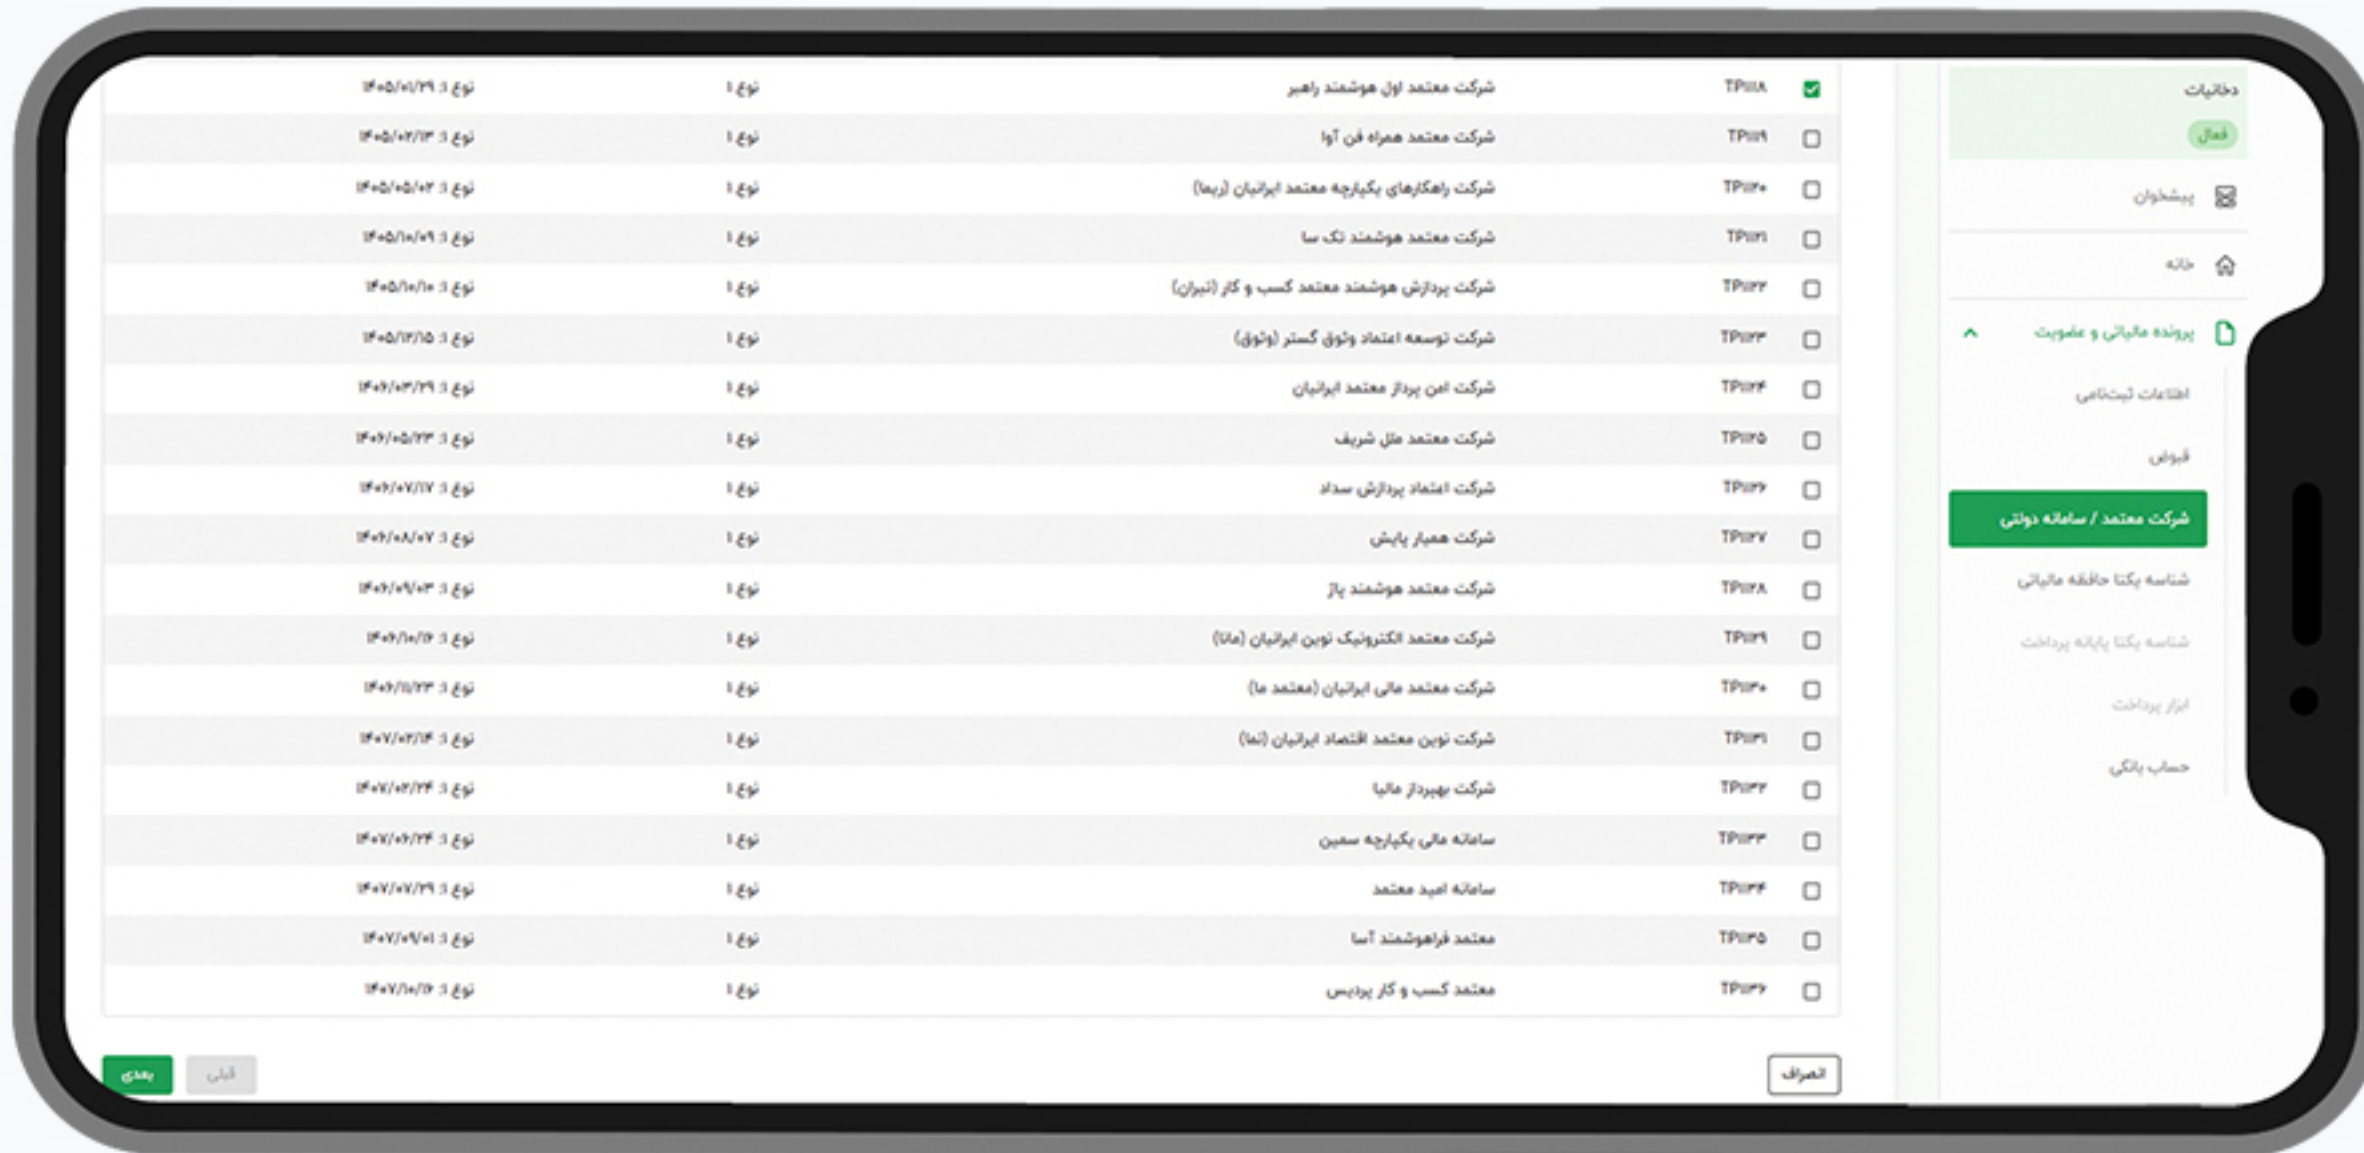 دخانیات
فعال
پیشخوان
خانه
پرونده مالیاتی و عضویت
اطلاعات ثبت‌نامی
قبوض
شرکت معتمد / سامانه دولتی
شناسه یکتا حافظه مالیاتی
شناسه یکتا پایانه پرداخت
ابزار پرداخت
حساب بانکی
TP۱۱۱۸ شرکت معتمد اول هوشمند راهبر نوع ۱ نوع ۱: ۱۴۰۵/۰۱/۲۹
TP۱۱۱۹ شرکت معتمد همراه فن آوا نوع ۱ نوع ۱: ۱۴۰۵/۰۲/۱۳
TP۱۱۲۰ شرکت راهکارهای یکپارچه معتمد ایرانیان (ریما) نوع ۱ نوع ۱: ۱۴۰۵/۰۵/۰۲
TP۱۱۲۱ شرکت معتمد هوشمند تک سا نوع ۱ نوع ۱: ۱۴۰۵/۱۰/۰۹
TP۱۱۲۲ شرکت پردازش هوشمند معتمد کسب و کار (تیران) نوع ۱ نوع ۱: ۱۴۰۵/۱۰/۱۰
TP۱۱۲۳ شرکت توسعه اعتماد وثوق گستر (وثوق) نوع ۱ نوع ۱: ۱۴۰۵/۱۲/۱۵
TP۱۱۲۴ شرکت امن پرداز معتمد ایرانیان نوع ۱ نوع ۱: ۱۴۰۶/۰۳/۲۹
TP۱۱۲۵ شرکت معتمد ملل شریف نوع ۱ نوع ۱: ۱۴۰۶/۰۵/۲۳
TP۱۱۲۶ شرکت اعتماد پردازش سداد نوع ۱ نوع ۱: ۱۴۰۶/۰۷/۱۷
TP۱۱۲۷ شرکت همیار پایش نوع ۱ نوع ۱: ۱۴۰۶/۰۸/۰۷
TP۱۱۲۸ شرکت معتمد هوشمند پاژ نوع ۱ نوع ۱: ۱۴۰۶/۰۹/۰۳
TP۱۱۲۹ شرکت معتمد الکترونیک نوین ایرانیان (مانا) نوع ۱ نوع ۱: ۱۴۰۶/۱۰/۱۶
TP۱۱۳۰ شرکت معتمد مالی ایرانیان (معتمد ما) نوع ۱ نوع ۱: ۱۴۰۶/۱۱/۲۳
TP۱۱۳۱ شرکت نوین معتمد اقتصاد ایرانیان (نما) نوع ۱ نوع ۱: ۱۴۰۷/۰۲/۱۴
TP۱۱۳۲ شرکت بهپرداز مالیا نوع ۱ نوع ۱: ۱۴۰۷/۰۲/۲۴
TP۱۱۳۳ سامانه مالی یکپارچه سمین نوع ۱ نوع ۱: ۱۴۰۷/۰۶/۲۴
TP۱۱۳۴ سامانه امید معتمد نوع ۱ نوع ۱: ۱۴۰۷/۰۷/۲۹
TP۱۱۳۵ معتمد فراهوشمند آسا نوع ۱ نوع ۱: ۱۴۰۷/۰۹/۰۱
TP۱۱۳۶ معتمد کسب و کار پردیس نوع ۱ نوع ۱: ۱۴۰۷/۱۰/۱۶
انصراف قبلی بعدی